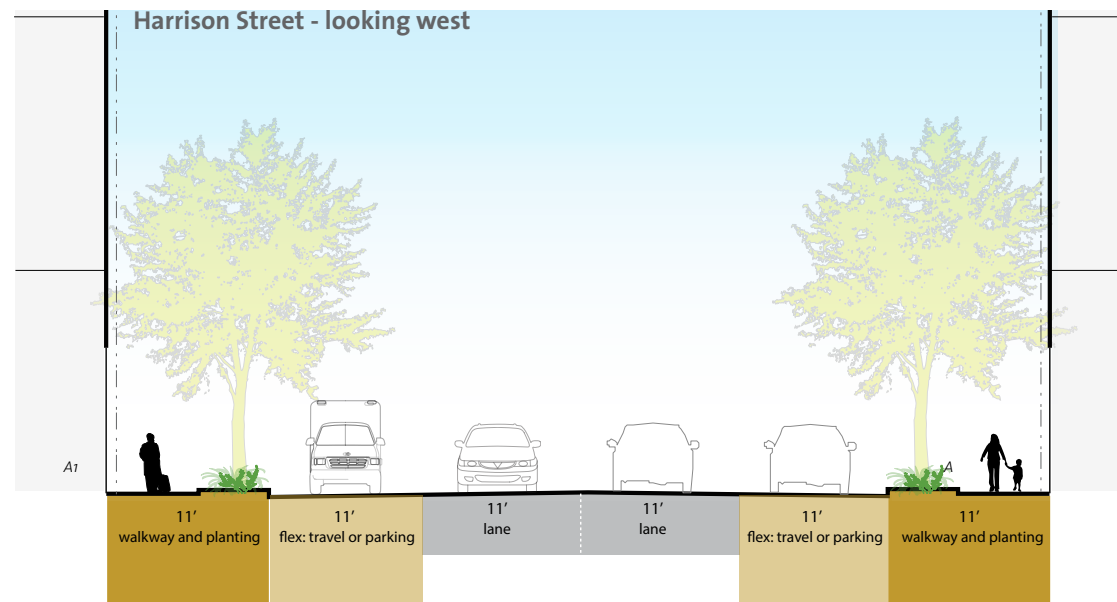 Harrison Street - looking west
A1
A
11’
walkway and planting
11’
flex: travel or parking
11’
lane
11’
lane
11’
flex: travel or parking
11’
walkway and planting